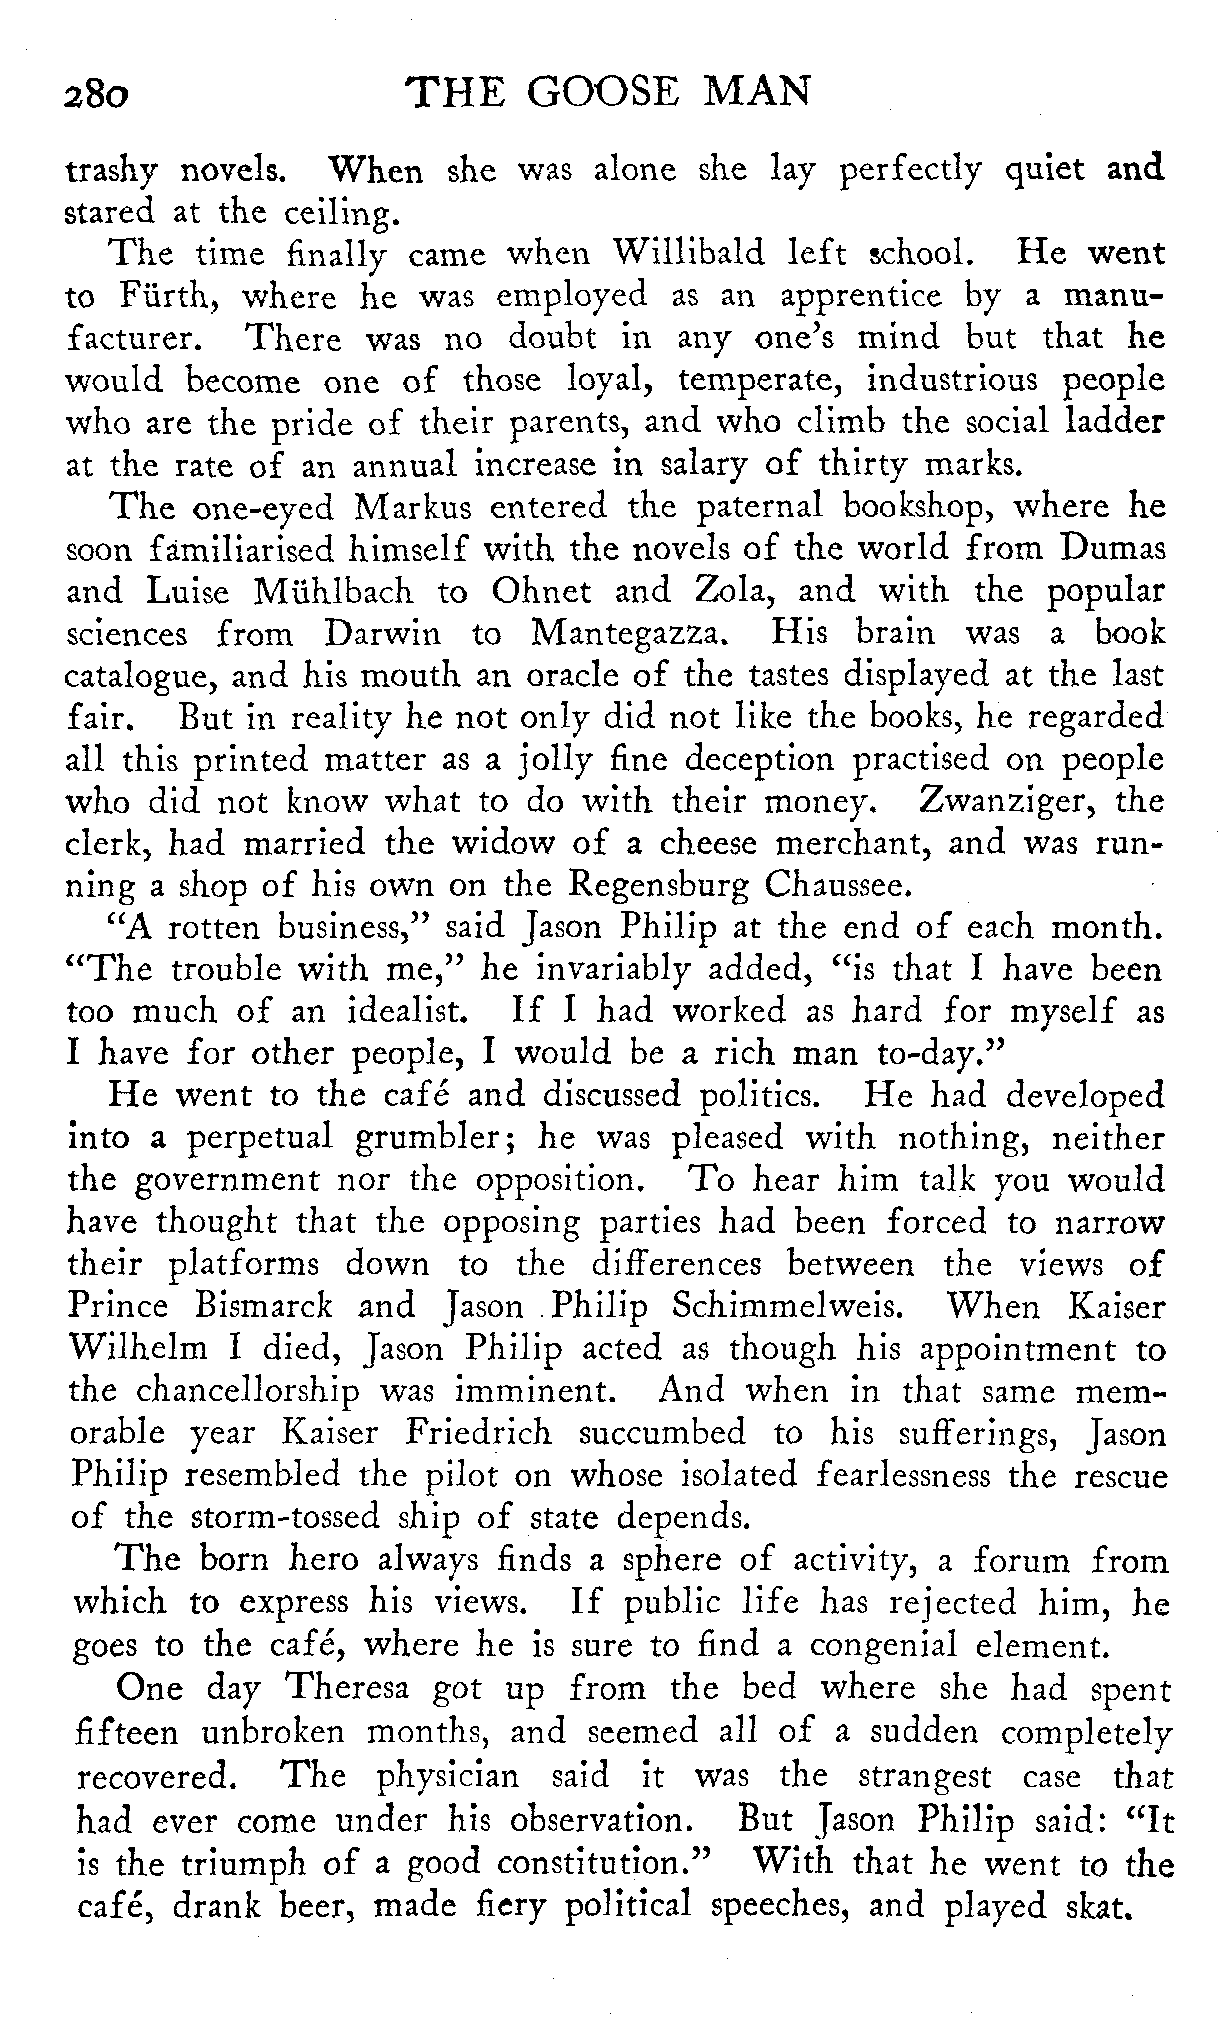 280 THE GOOSE MAN
trashy novels. When she was alone she lay perfectly quiet and
stared at the ceiling.
The time finally came when Willibald left school. He went
to Fürth, where he was employed as an apprentice by a manu-
facturer. There was no doubt in any one's mind but that he
would become one of those loyal, temperate, industrious people
who are the pride of their parents, and who climb the social ladder
at the rate of an annual increase in salary of thirty marks.
The one-eyed Markus entered the paternal bookshop, where he
soon familiarised himself with the novels of the world from Dumas
and Luise Mühlbach to Ohnet and Zola, and with the popular
sciences from Darwin to Mantegazza. His brain was a book
catalogue, and his mouth an oracle of the tastes displayed at the last
fair. But in reality he not only did not like the books, he regarded
all this printed matter as a jolly fine deception practised on people
who did not know what to do with their money. Zwanziger, the
clerk, had married the widow of a cheese merchant, and was run-
ning a shop of his own on the Regensburg Chaussee.
"A rotten business," said Jason Philip at the end of each month.
"The trouble with me," he invariably added, "is that I have been
too much of an idealist. If I had worked as hard for myself as
I have for other people, I would be a rich man to-day."
He went to the café and discussed politics. He had developed
into a perpetual grumbler; he was pleased with nothing, neither
the government nor the opposition. To hear him talk you would
have thought that the opposing parties had been forced to narrow
their platforms down to the differences between the views of
Prince Bismarck and Jason Philip Schimmelweis. When Kaiser
Wilhelm I died, Jason Philip acted as though his appointment to
the chancellorship was imminent. And when in that same mem-
orable year Kaiser Friedrich succumbed to his sufferings, Jason
Philip resembled the pilot on whose isolated fearlessness the rescue
of the storm-tossed ship of state depends.
The born hero always finds a sphere of activity, a forum from
which to express his views. If public life has rejected him, he
goes to the café, where he is sure to find a congenial element.
One day Theresa got up from the bed where she had spent
fifteen unbroken months, and seemed all of a sudden completely
recovered. The physician said it was the strangest case that
had ever come under his observation. But Jason Philip said: "It
is the triumph of a good constitution." With that he went to the
café, drank beer, made fiery political speeches, and played skat.